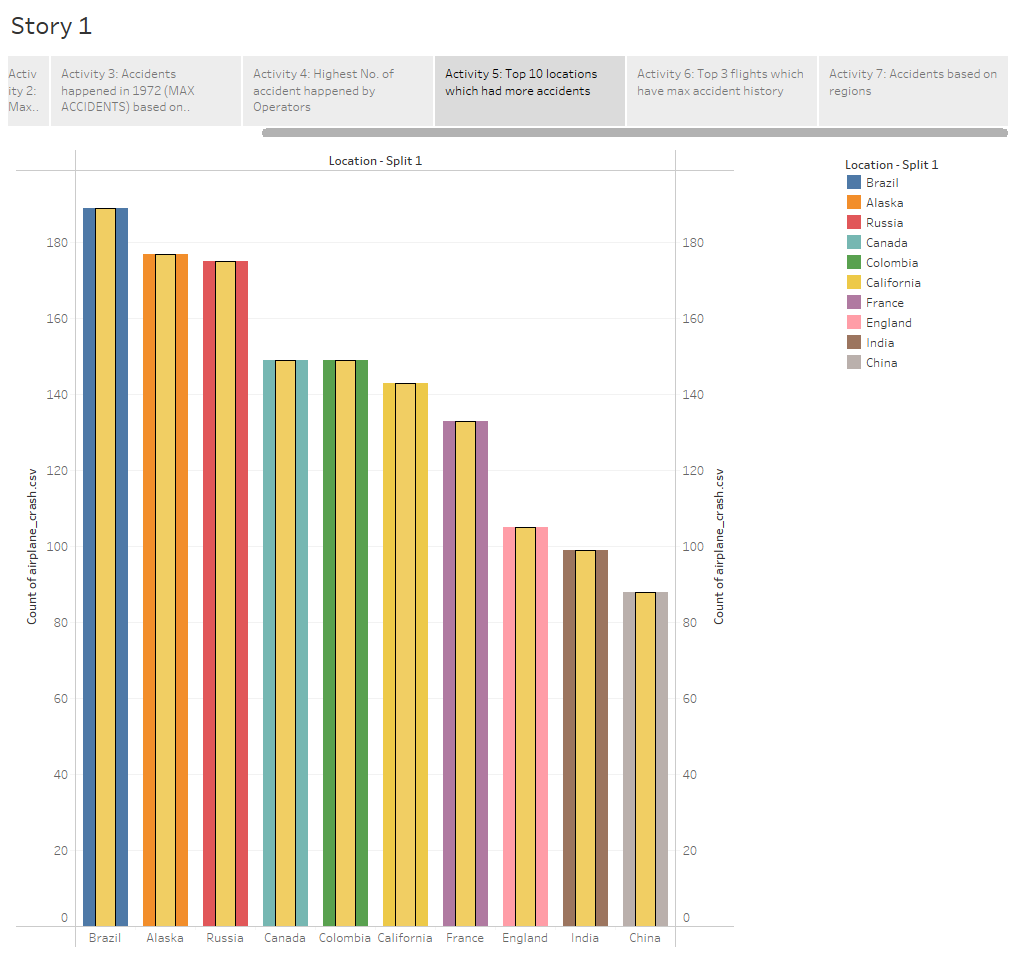 Story 1
Activ
ity 2:
Max..
Activity 3: Accidents
happened in 1972 (MAX
ACCIDENTS) based on..
Activity 4: Highest No. of
accident happened by
Operators
Activity 5: Top 10 locations
which had more accidents
Activity 6: Top 3 flights which
have max accident history
Activity 7: Accidents based on
regions
Location - Split 1
180
160
140
120
100
80
60
40
20
0
Count of airplane_crash.csv
Brazil
Alaska
Russia
Canada
Colombia
California
France
England
India
China
180
160
140
120
100
80
60
40
20
0
Count of airplane_crash.csv
Location - Split 1
Brazil
Alaska
Russia
Canada
Colombia
California
France
England
India
China